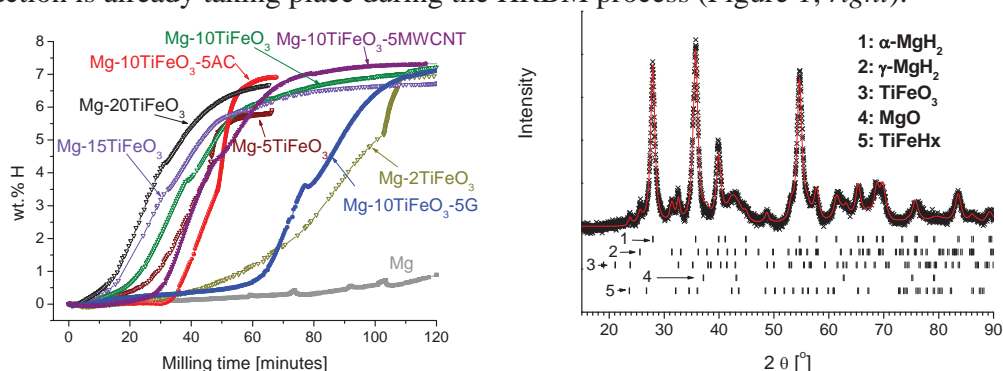 ction is already taking place during the HRBM process (Figure 1, right).
8
7
6
5
4
3
2
1
0
wt.% H
Mg-10TiFeO3
Mg-10TiFeO3-5MWCNT
Mg-10TiFeO3-5AC
Mg-20TiFeO3
Mg-15TiFeO3
Mg-5TiFeO3
Mg-2TiFeO3
Mg-10TiFeO3-5G
Mg
0 20 40 60 80 100 120
Milling time [minutes]
Intensity
1: α-MgH2
2: γ-MgH2
3: TiFeO3
4: MgO
5: TiFeHx
1
2
3
4
5
20 30 40 50 60 70 80 90
2 θ [°]